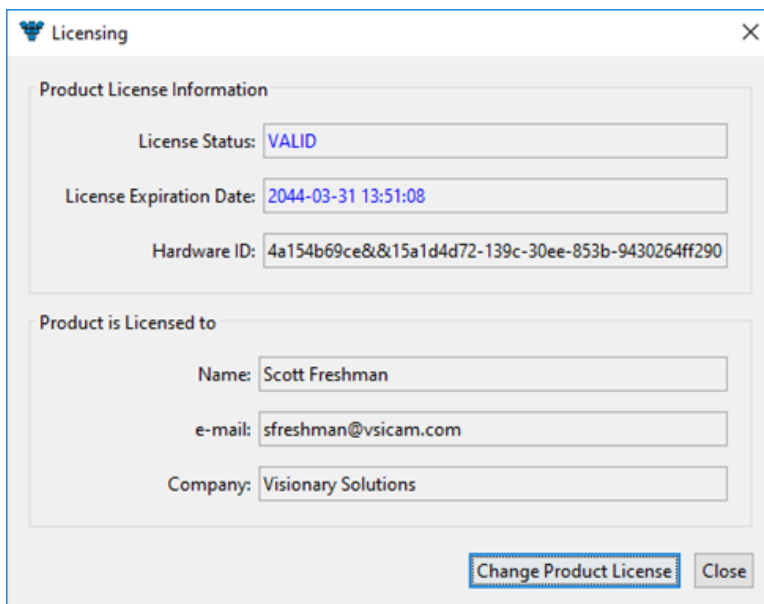 Licensing
Product License Information
License Status: VALID
License Expiration Date: 2044-03-31 13:51:08
Hardware ID: 4a154b69ce&&15a1d4d72-139c-30ee-853b-9430264ff290
Product is Licensed to
Name: Scott Freshman
e-mail: sfreshman@vsicam.com
Company: Visionary Solutions
Change Product License Close